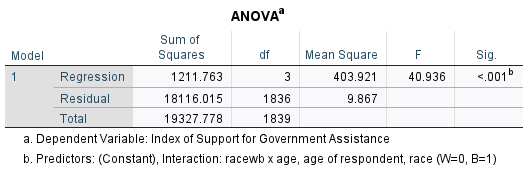 ANOVAa
Model Sum of Squares df Mean Square F Sig.
1 Regression 1211.763 3 403.921 40.936 <.001b
Residual 18116.015 1836 9.867
Total 19327.778 1839
a. Dependent Variable: Index of Support for Government Assistance
b. Predictors: (Constant), Interaction: racewb x age, age of respondent, race (W=0, B=1)